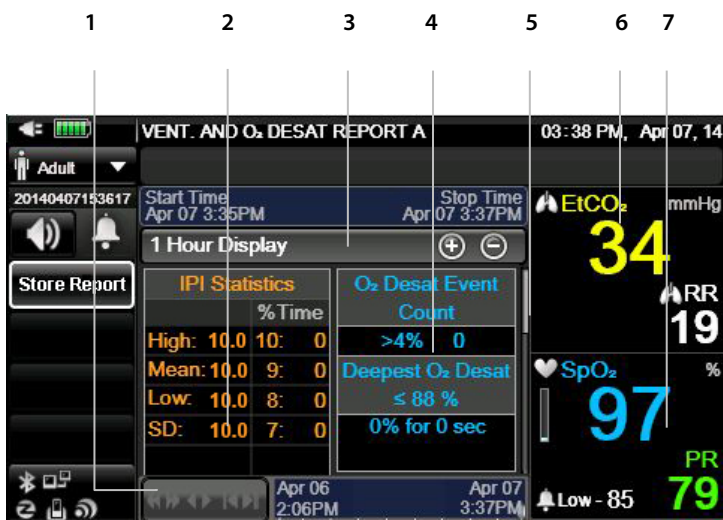 1 2 3 4 5 6 7
VENT. AND O₂ DESAT REPORT A 03:38 PM, Apr 07, 14
Adult
20140407153617
Start Time Stop Time
Apr 07 3:35PM Apr 07 3:37PM
1 Hour Display
Store Report
IPI Statistics
%Time
High: 10.0 10: 0
Mean: 10.0 9: 0
Low: 10.0 8: 0
SD: 10.0 7: 0
O₂ Desat Event
Count
>4% 0
Deepest O₂ Desat
≤ 88 %
0% for 0 sec
Apr 06 Apr 07
2:06PM 3:37PM
EtCO₂ mmHg
34
RR
19
SpO₂ %
97
PR
Low - 85 79